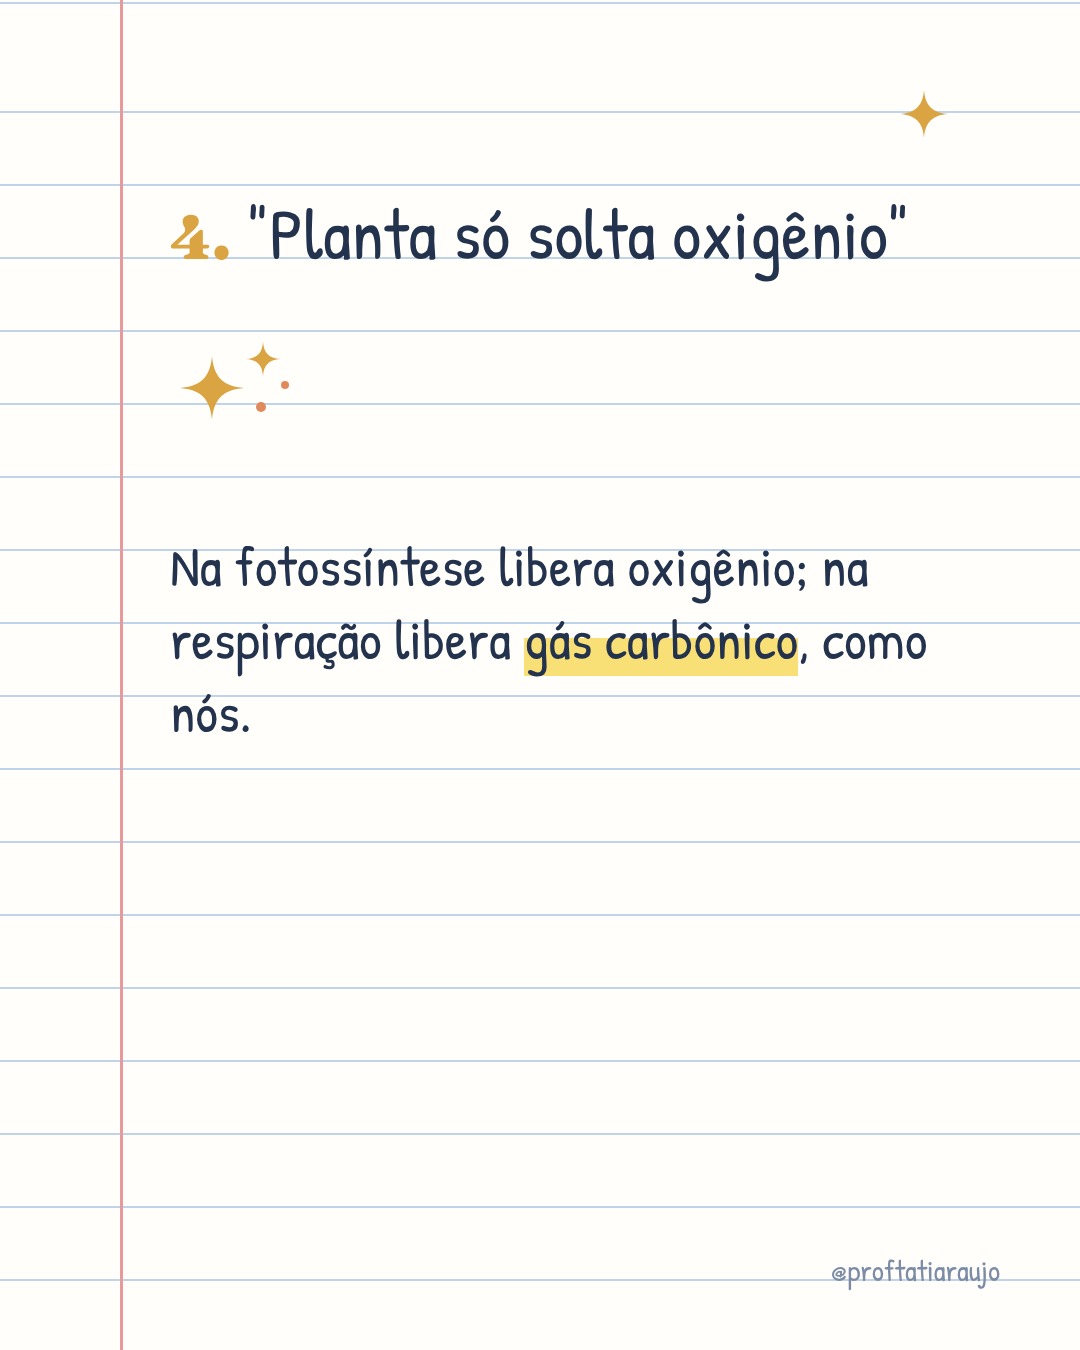 4. "Planta só solta oxigênio"
Na fotossíntese libera oxigênio; na
respiração libera gás carbônico, como
nós.
@proftatiaraujo